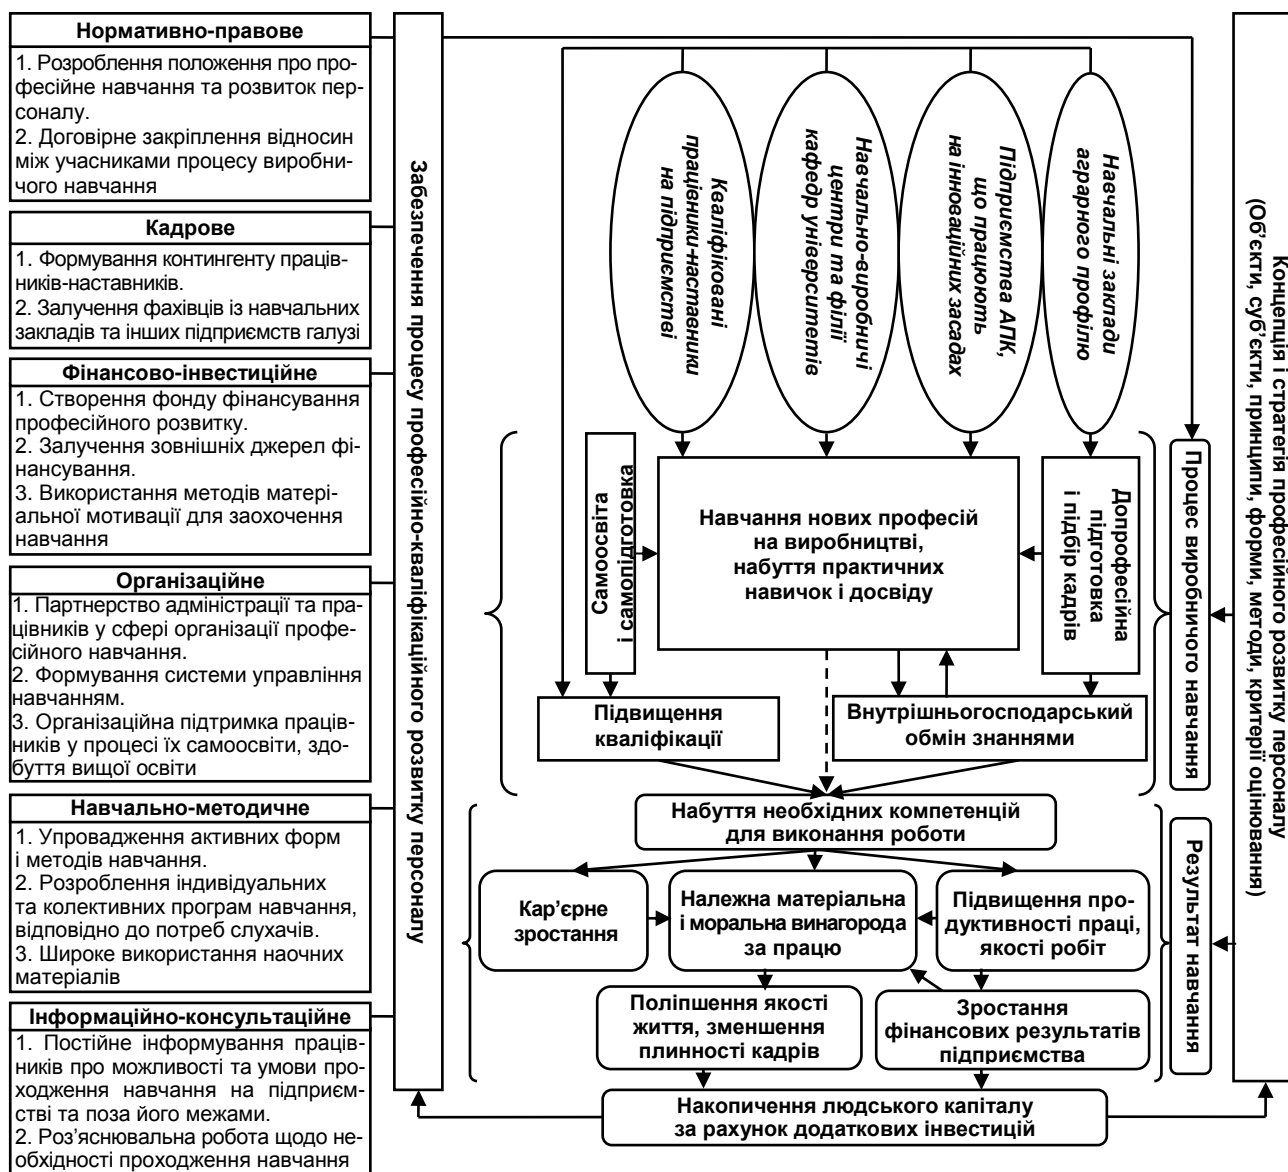 Нормативно-правове
1. Розроблення положення про про-
фесійне навчання та розвиток пер-
соналу.
2. Договірне закріплення відносин
між учасниками процесу виробни-
чого навчання
Кадрове
1. Формування контингенту праців-
ників-наставників.
2. Залучення фахівців із навчальних
закладів та інших підприємств галузі
Фінансово-інвестиційне
1. Створення фонду фінансування
професійного розвитку.
2. Залучення зовнішніх джерел фі-
нансування.
3. Використання методів матері-
альної мотивації для заохочення
навчання
Організаційне
1. Партнерство адміністрації та пра-
цівників у сфері організації профе-
сійного навчання.
2. Формування системи управління
навчанням.
3. Організаційна підтримка праців-
ників у процесі їх самоосвіти, здо-
буття вищої освіти
Навчально-методичне
1. Упровадження активних форм
і методів навчання.
2. Розроблення індивідуальних
та колективних програм навчання,
відповідно до потреб слухачів.
3. Широке використання наочних
матеріалів
Інформаційно-консультаційне
1. Постійне інформування праців-
ників про можливості та умови про-
ходження навчання на підприєм-
стві та поза його межами.
2. Роз’яснювальна робота щодо не-
обхідності проходження навчання
Забезпечення процесу професійно-кваліфікаційного розвитку персоналу
Кваліфіковані
працівники-наставники
на підприємстві
Навчально-виробничі
центри та філії
кафедр університетів
Підприємства АПК,
що працюють
на інноваційних засадах
Навчальні заклади
аграрного профілю
Самоосвіта
і самопідготовка
Навчання нових професій
на виробництві,
набуття практичних
навичок і досвіду
Допрофесійна
підготовка
і підбір кадрів
Підвищення
кваліфікації
Внутрішньогосподарський
обмін знаннями
Набуття необхідних компетенцій
для виконання роботи
Кар’єрне
зростання
Належна матеріальна
і моральна винагорода
за працю
Підвищення про-
дуктивності праці,
якості робіт
Поліпшення якості
життя, зменшення
плинності кадрів
Зростання
фінансових результатів
підприємства
Накопичення людського капіталу
за рахунок додаткових інвестицій
Процес виробничого навчання
Результат навчання
Концепція і стратегія професійного розвитку персоналу
(Об’єкти, суб’єкти, принципи, форми, методи, критерії оцінювання)